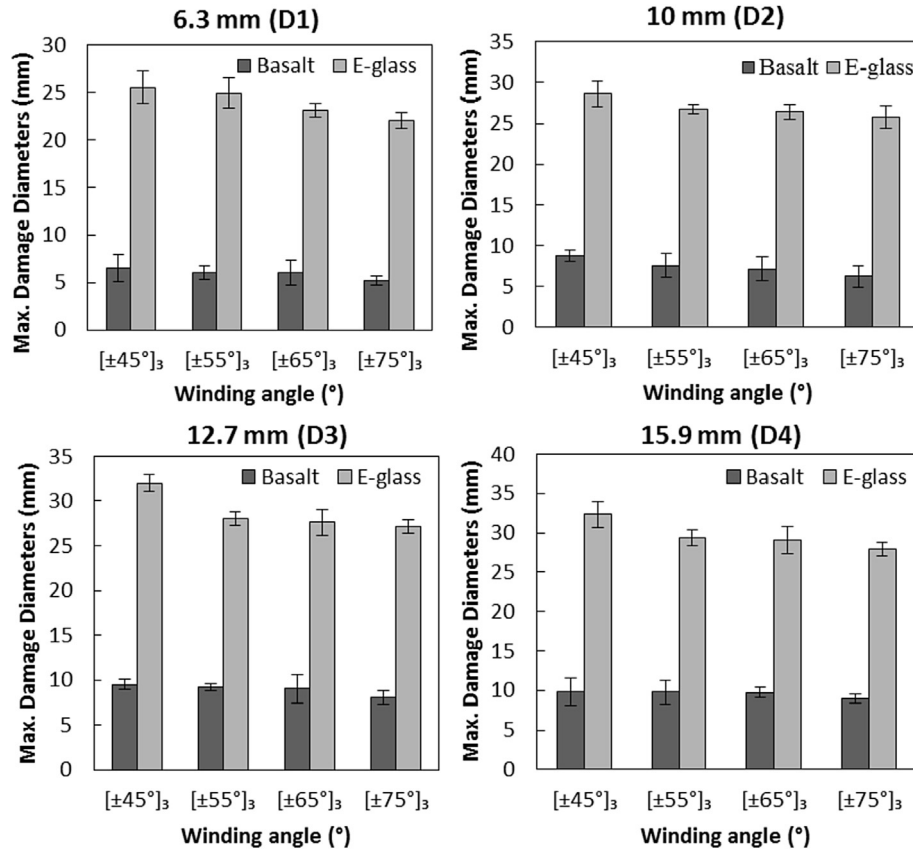 6.3 mm (D1)
Max. Damage Diameters (mm)
30
25
20
15
10
5
0
Basalt E-glass
[±45°]₃ [±55°]₃ [±65°]₃ [±75°]₃
Winding angle (°)
10 mm (D2)
Max. Damage Diameters (mm)
35
30
25
20
15
10
5
0
Basalt E-glass
[±45°]₃ [±55°]₃ [±65°]₃ [±75°]₃
Winding angle (°)
12.7 mm (D3)
Max. Damage Diameters (mm)
35
30
25
20
15
10
5
0
Basalt E-glass
[±45°]₃ [±55°]₃ [±65°]₃ [±75°]₃
Winding angle (°)
15.9 mm (D4)
Max. Damage Diameters (mm)
40
35
30
25
20
15
10
5
0
Basalt E-glass
[±45°]₃ [±55°]₃ [±65°]₃ [±75°]₃
Winding angle (°)